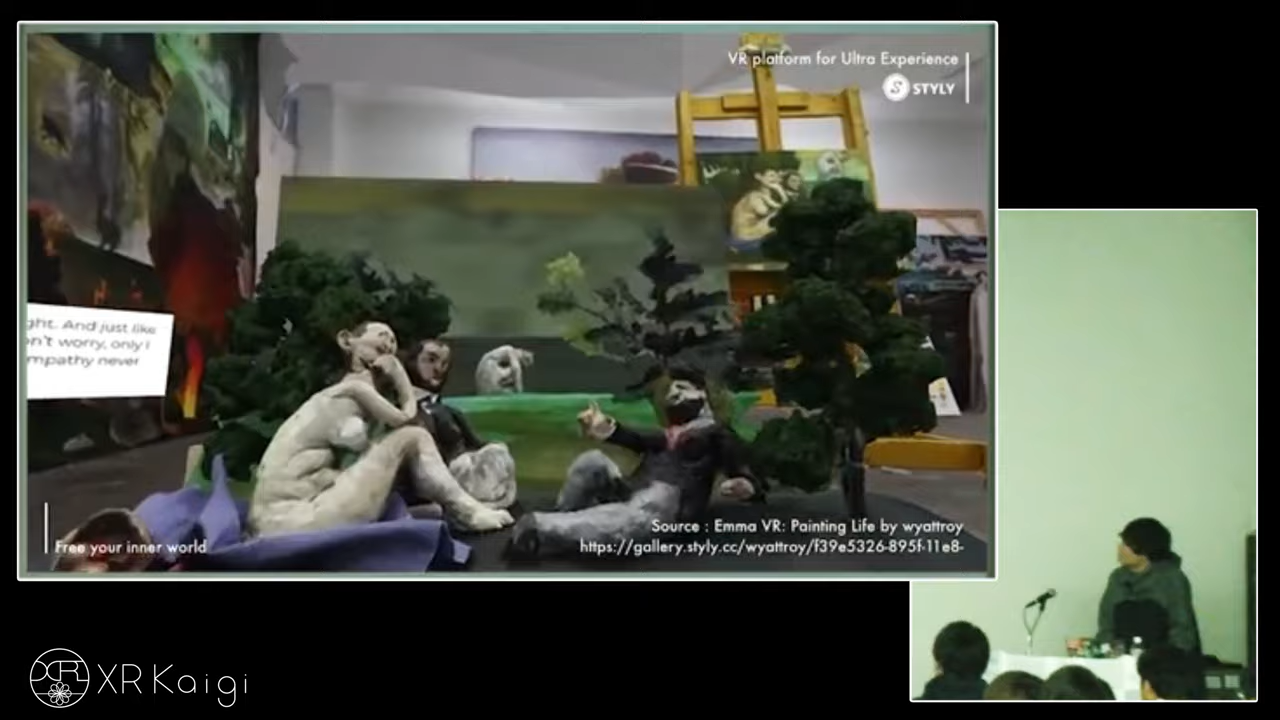 VR platform for Ultra Experience
STYLY
ght. And just like
n't worry, only i
mpathy never
Source : Emma VR: Painting Life by wyattroy
Free your inner world
https://gallery.styly.cc/wyattroy/f39e5326-895f-11e8-
XR Kaigi